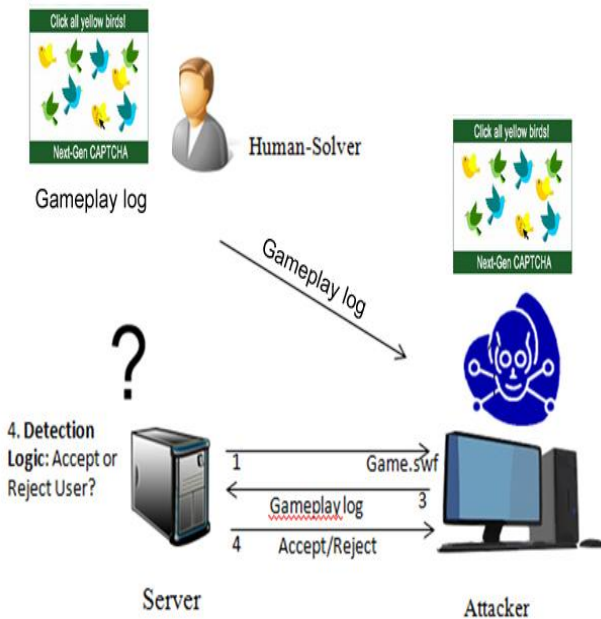 Click all yellow birds!
Next-Gen CAPTCHA
Gameplay log
Human-Solver
Click all yellow birds!
Next-Gen CAPTCHA
Gameplay log
?
4. Detection
Logic: Accept or
Reject User?
1
Game.swf
Gameplay log
3
4
Accept/Reject
Server
Attacker